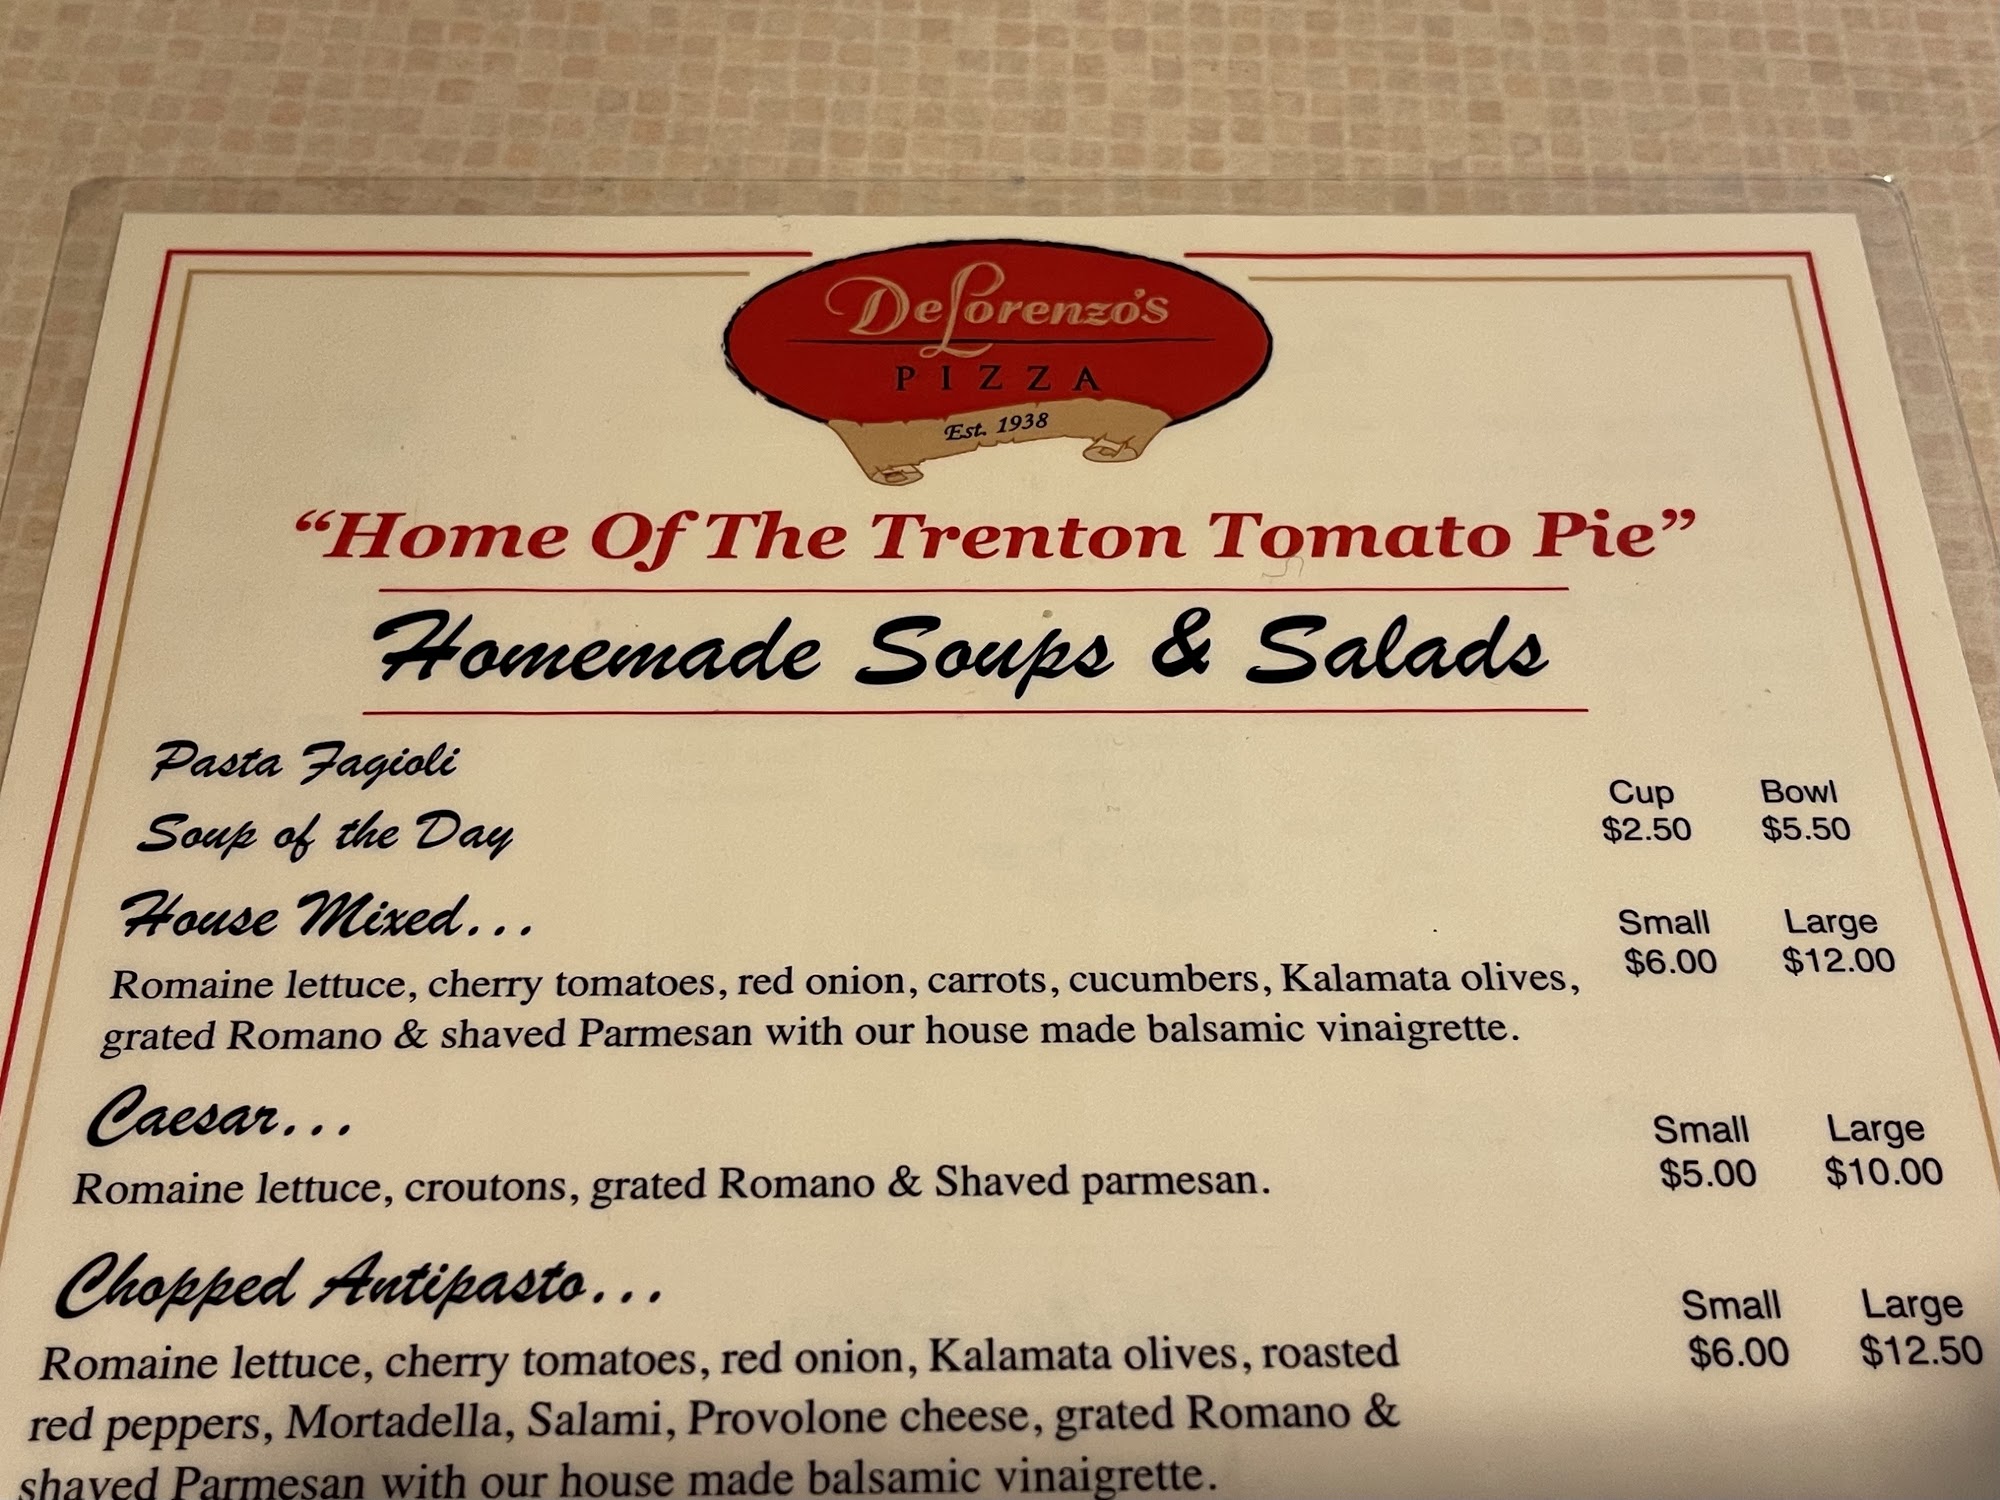 DeLorenzo's
PIZZA
Est. 1938
“Home Of The Trenton Tomato Pie”
Homemade Soups & Salads
Pasta Fagioli
Soup of the Day
Cup Bowl
$2.50 $5.50
House Mixed...
Small Large
$6.00 $12.00
Romaine lettuce, cherry tomatoes, red onion, carrots, cucumbers, Kalamata olives,
grated Romano & shaved Parmesan with our house made balsamic vinaigrette.
Caesar...
Small Large
$5.00 $10.00
Romaine lettuce, croutons, grated Romano & Shaved parmesan.
Chopped Antipasto...
Small Large
$6.00 $12.50
Romaine lettuce, cherry tomatoes, red onion, Kalamata olives, roasted
red peppers, Mortadella, Salami, Provolone cheese, grated Romano &
shaved Parmesan with our house made balsamic vinaigrette.